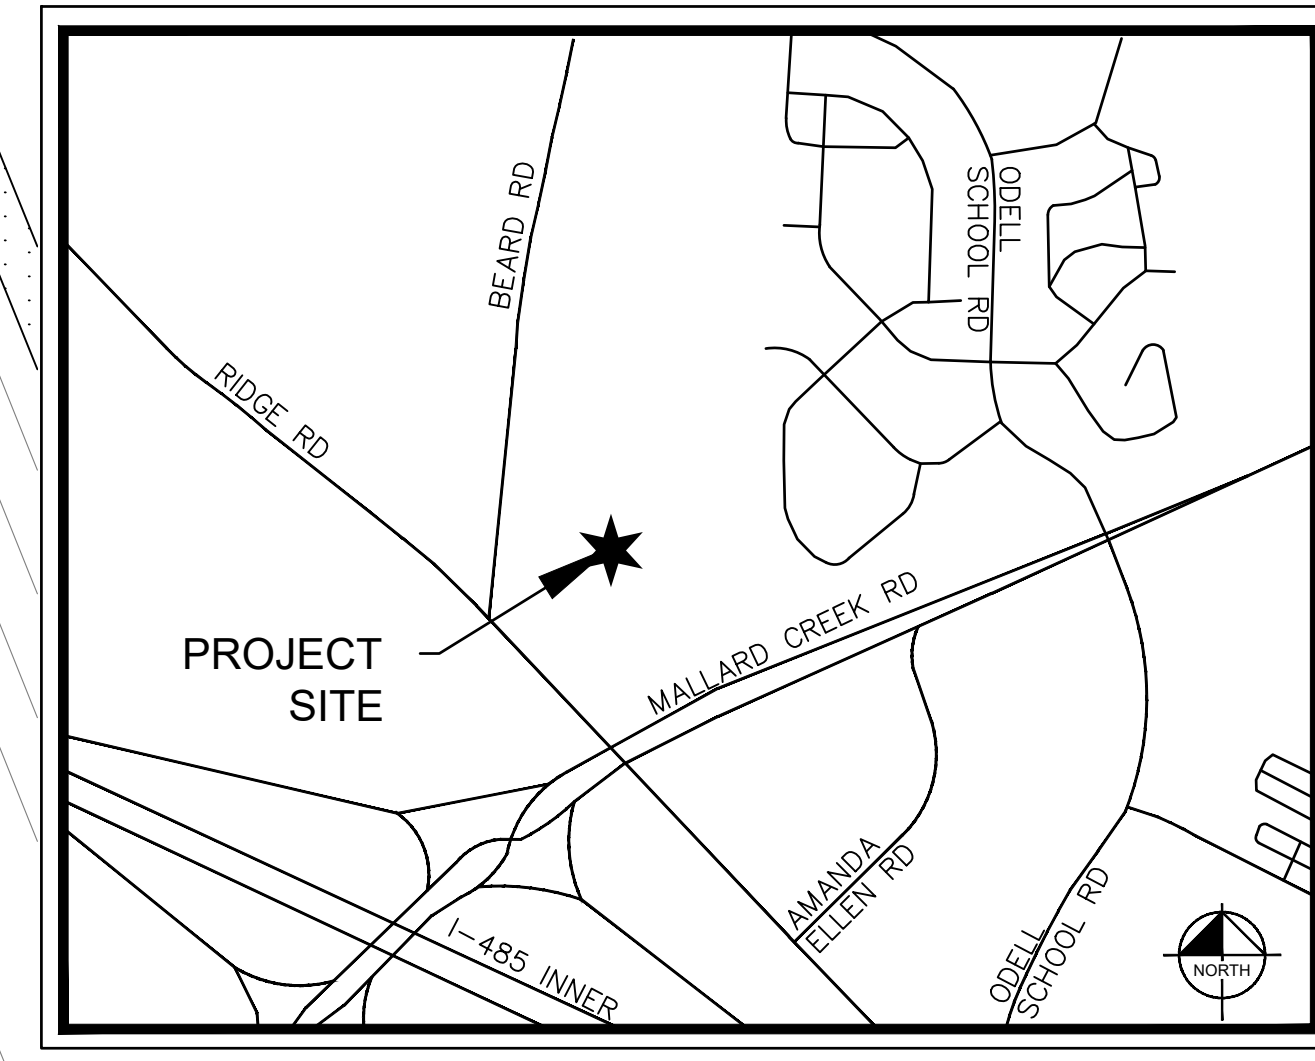 BEARD RD
ODELL
SCHOOL RD
RIDGE RD
PROJECT
SITE
MALLARD CREEK RD
AMANDA
ELLEN RD
I-485 INNER
ODELL
SCHOOL RD
NORTH